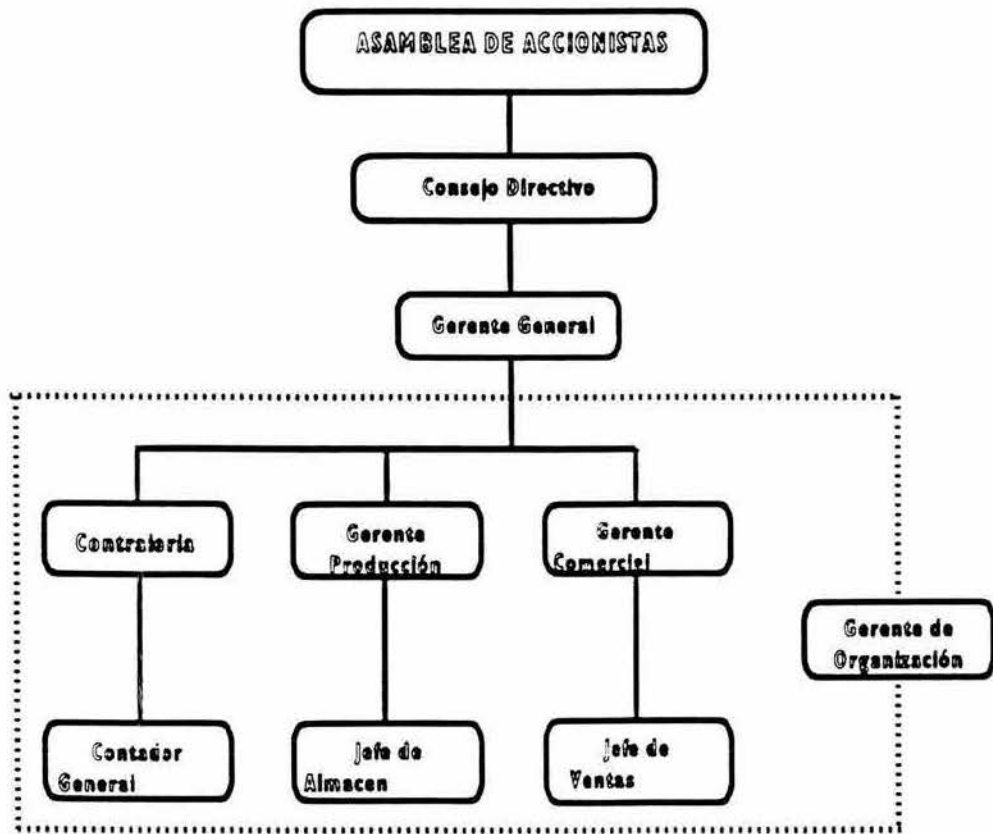 ASAMBLEA DE ACCIONISTAS
Consejo Directivo
Gerente General
Contraloria
Gerente
Producción
Gerente
Comercial
Gerente de
Organización
Contador
General
Jefe de
Almacen
Jefe de
Ventas